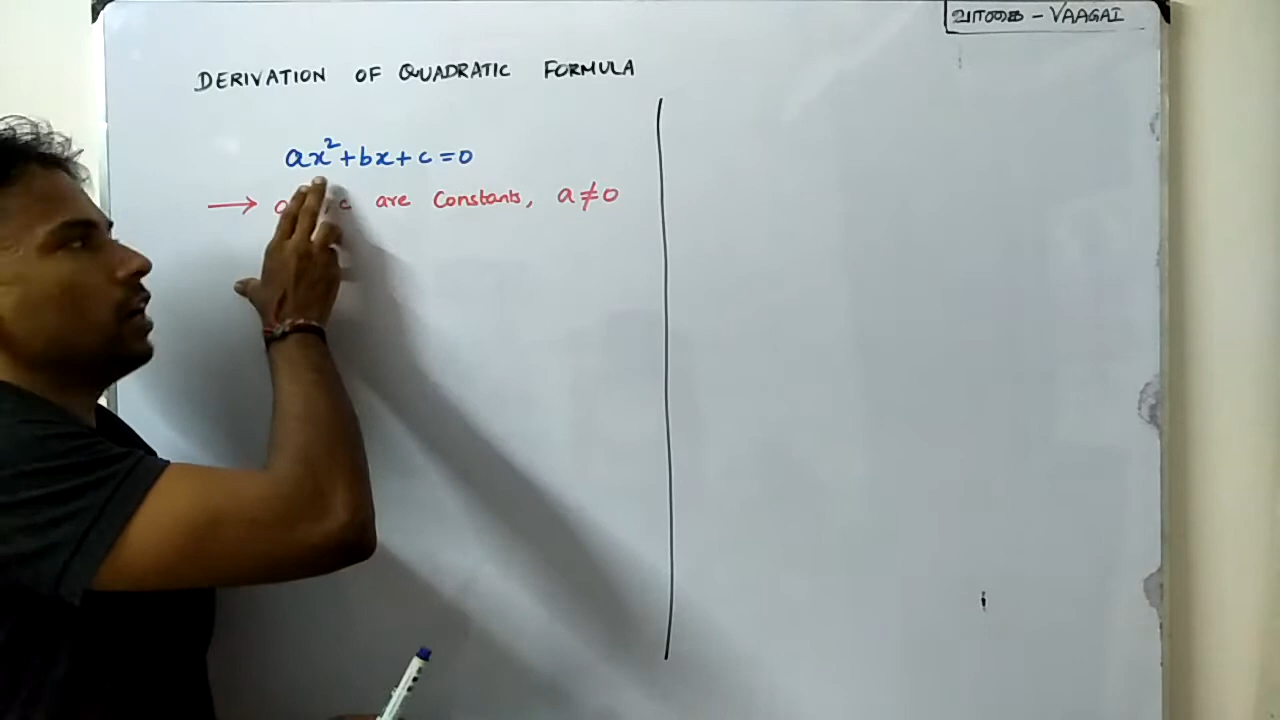 வாகை - VAAGAI
DERIVATION OF QUADRATIC FORMULA
ax²+bx+c=0
→ a c are Constants, a≠0